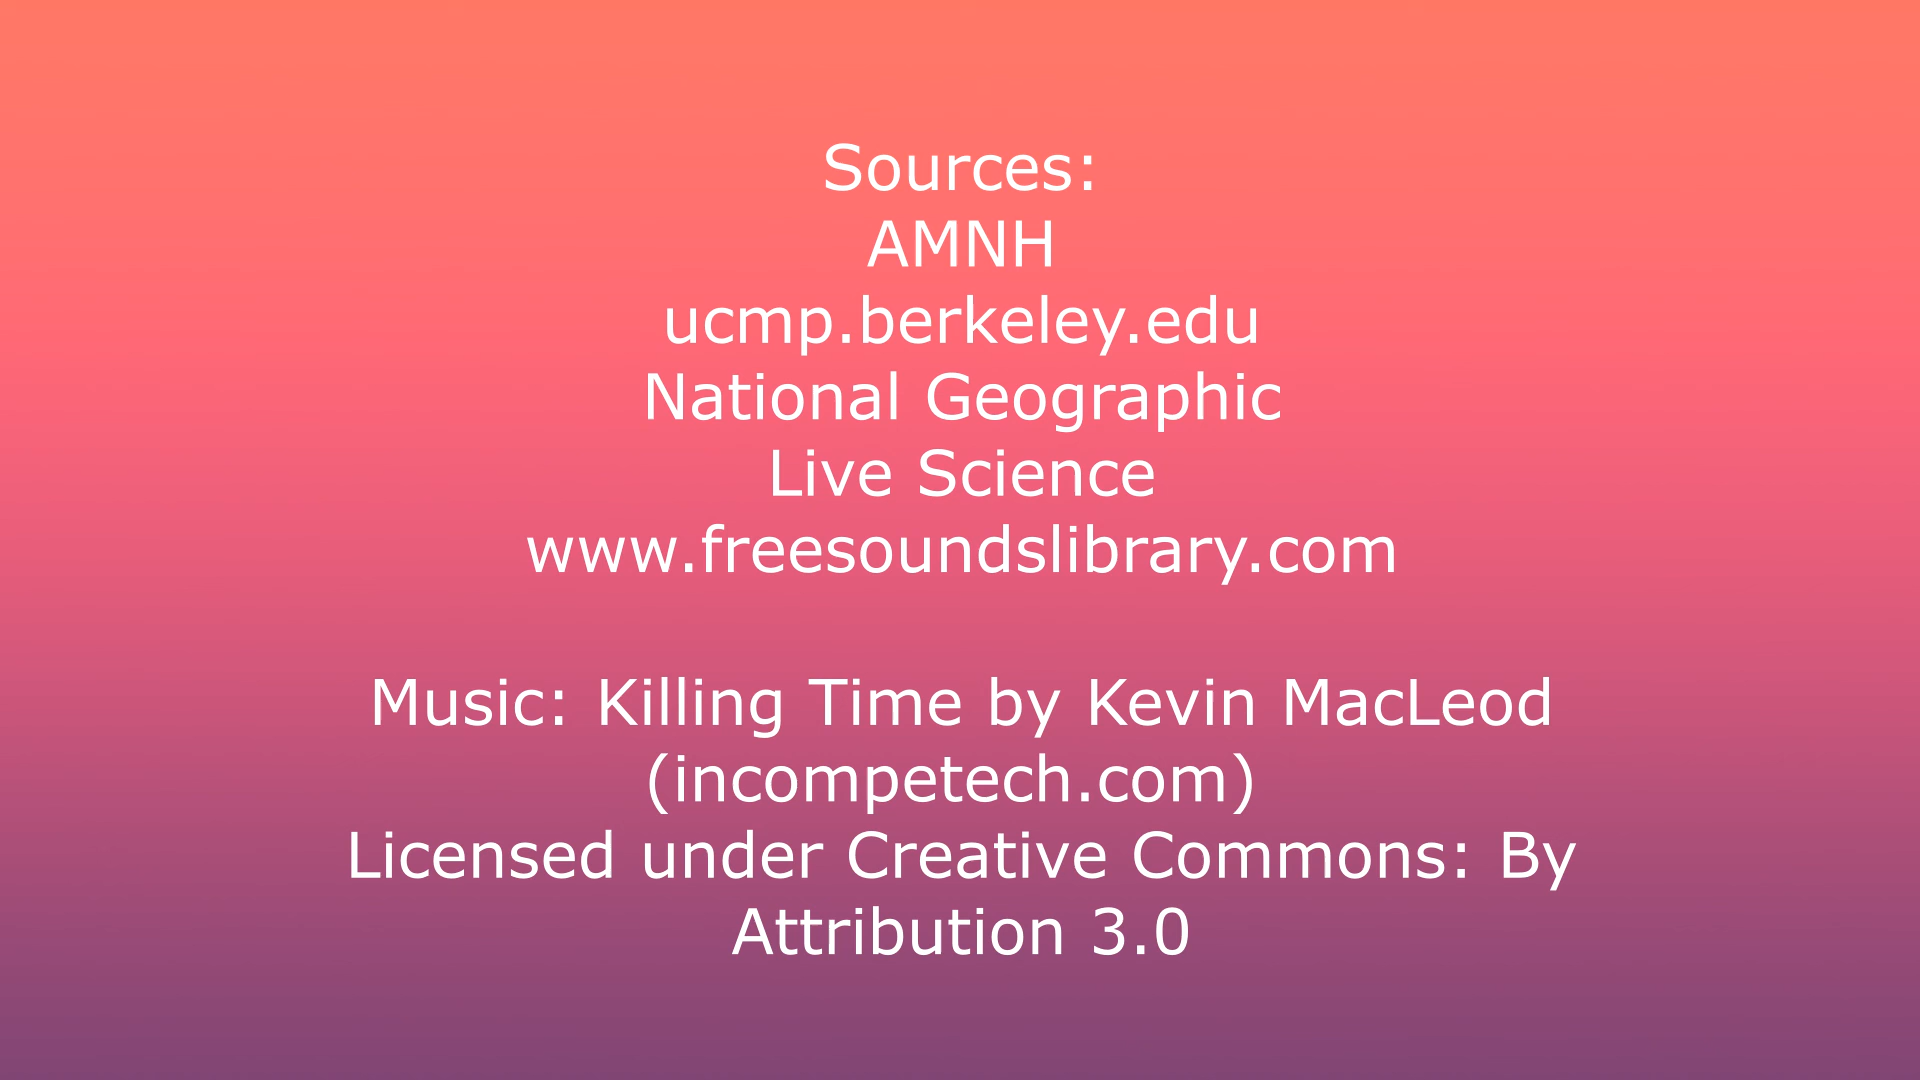 Sources:
AMNH
ucmp.berkeley.edu
National Geographic
Live Science
www.freesoundslibrary.com
Music: Killing Time by Kevin MacLeod
(incompetech.com)
Licensed under Creative Commons: By
Attribution 3.0